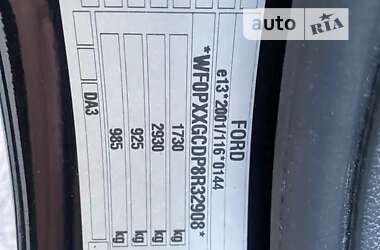 auto RIA
FORD
e13*2001/116*0144
*WF0PXXGCDP8R32908*
1730 kg
2930 kg
925 kg
985 kg
DA3